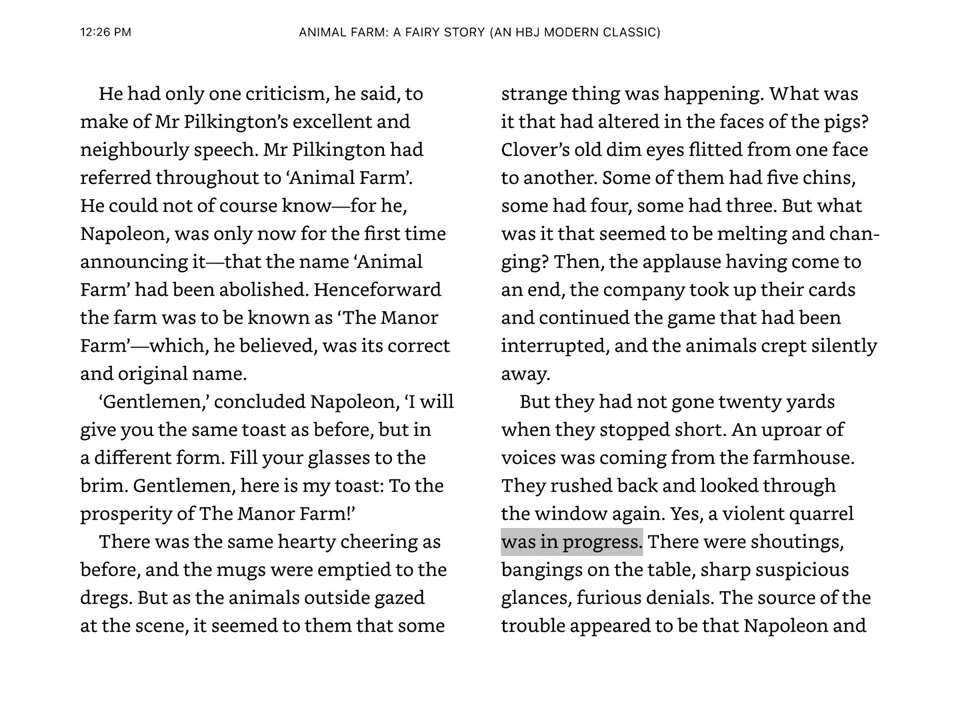 12:26 PM
ANIMAL FARM: A FAIRY STORY (AN HBJ MODERN CLASSIC)
He had only one criticism, he said, to
make of Mr Pilkington’s excellent and
neighbourly speech. Mr Pilkington had
referred throughout to ‘Animal Farm’.
He could not of course know—for he,
Napoleon, was only now for the first time
announcing it—that the name ‘Animal
Farm’ had been abolished. Henceforward
the farm was to be known as ‘The Manor
Farm’—which, he believed, was its correct
and original name.
‘Gentlemen,’ concluded Napoleon, ‘I will
give you the same toast as before, but in
a different form. Fill your glasses to the
brim. Gentlemen, here is my toast: To the
prosperity of The Manor Farm!’
There was the same hearty cheering as
before, and the mugs were emptied to the
dregs. But as the animals outside gazed
at the scene, it seemed to them that some
strange thing was happening. What was
it that had altered in the faces of the pigs?
Clover’s old dim eyes flitted from one face
to another. Some of them had five chins,
some had four, some had three. But what
was it that seemed to be melting and chan-
ging? Then, the applause having come to
an end, the company took up their cards
and continued the game that had been
interrupted, and the animals crept silently
away.
But they had not gone twenty yards
when they stopped short. An uproar of
voices was coming from the farmhouse.
They rushed back and looked through
the window again. Yes, a violent quarrel
was in progress. There were shoutings,
bangings on the table, sharp suspicious
glances, furious denials. The source of the
trouble appeared to be that Napoleon and